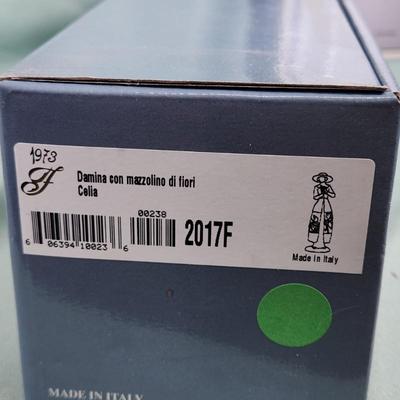 1973
F
Damina con mazzolino di fiori
Celia
00238
6 06394 10023 6
2017F
Made in Italy
MADE IN ITALY